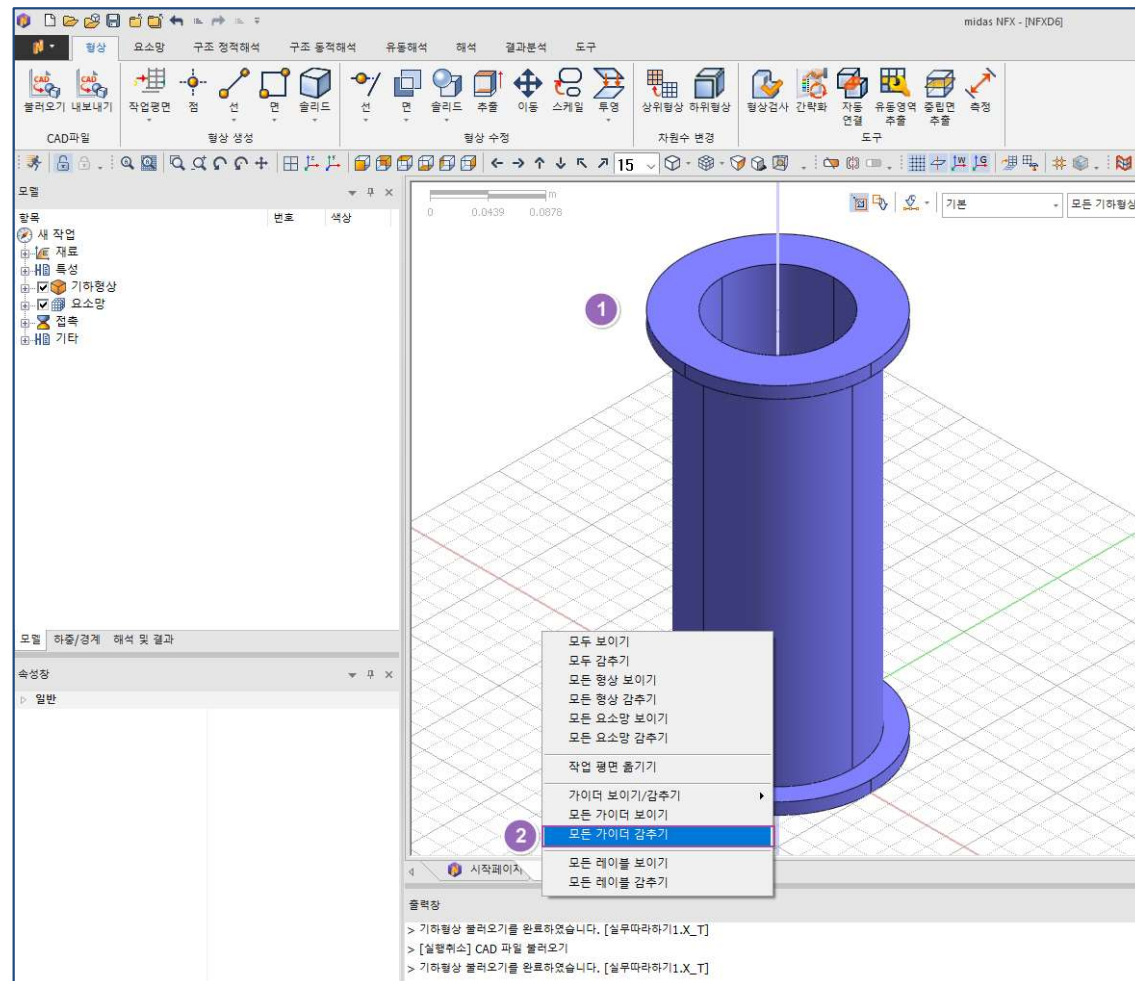 midas NFX - [NFXD6]
형상 요소망 구조 정적해석 구조 동적해석 유동해석 해석 결과분석 도구
CAD CAD
불러오기 내보내기 작업평면 점 선 면 솔리드 선 면 솔리드 추출 이동 스케일 투영 상위형상 하위형상 형상검사 간략화 자동 연결 유동영역 추출 중립면 추출 측정
CAD파일 형상 생성 형상 수정 차원수 변경 도구
15
모델
항목 번호 색상
새 작업
재료
특성
기하형상
요소망
접촉
기타
m
0 0.0439 0.0878
기본 모든 기하형상
1
모델 하중/경계 해석 및 결과
속성창
일반
모두 보이기
모두 감추기
모든 형상 보이기
모든 형상 감추기
모든 요소망 보이기
모든 요소망 감추기
작업 평면 옮기기
가이더 보이기/감추기
모든 가이더 보이기
2 모든 가이더 감추기
모든 레이블 보이기
모든 레이블 감추기
시작페이지
출력창
> 기하형상 불러오기를 완료하였습니다. [실무따라하기1.X_T]
> [실행취소] CAD 파일 불러오기
> 기하형상 불러오기를 완료하였습니다. [실무따라하기1.X_T]